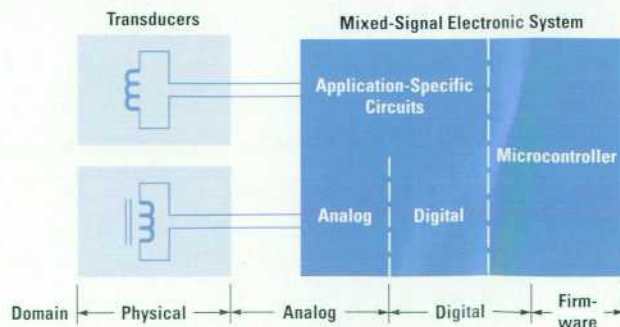 Transducers
Mixed-Signal Electronic System
Application-Specific
Circuits
Microcontroller
Analog
Digital
Domain
Physical
Analog
Digital
Firm-
ware